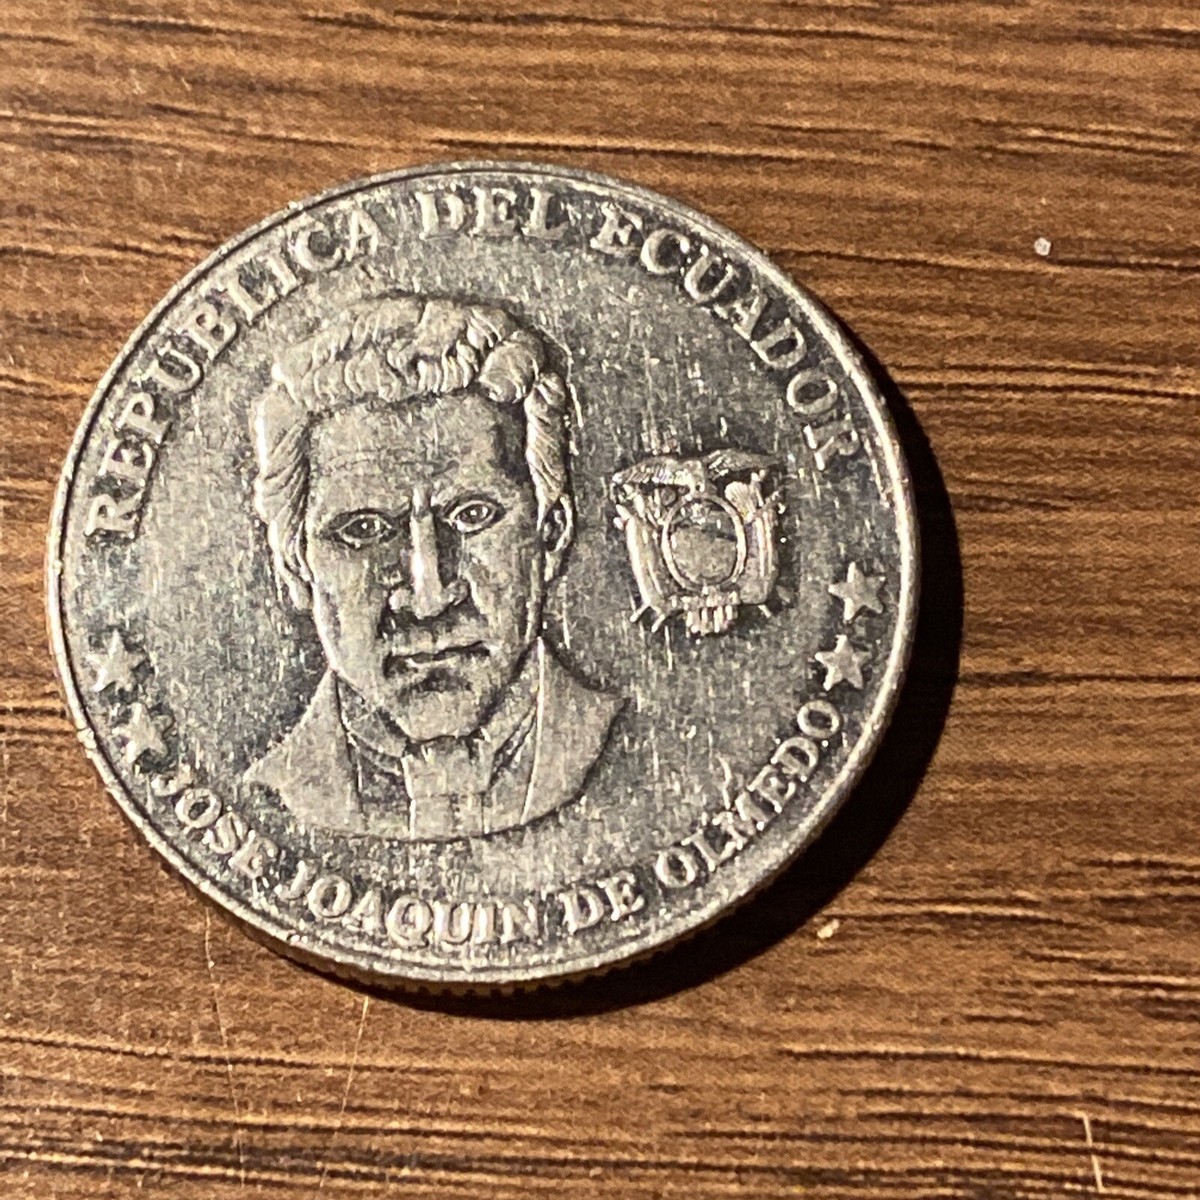 REPUBLICA DEL ECUADOR
JOSE JOAQUIN DE OLMEDO